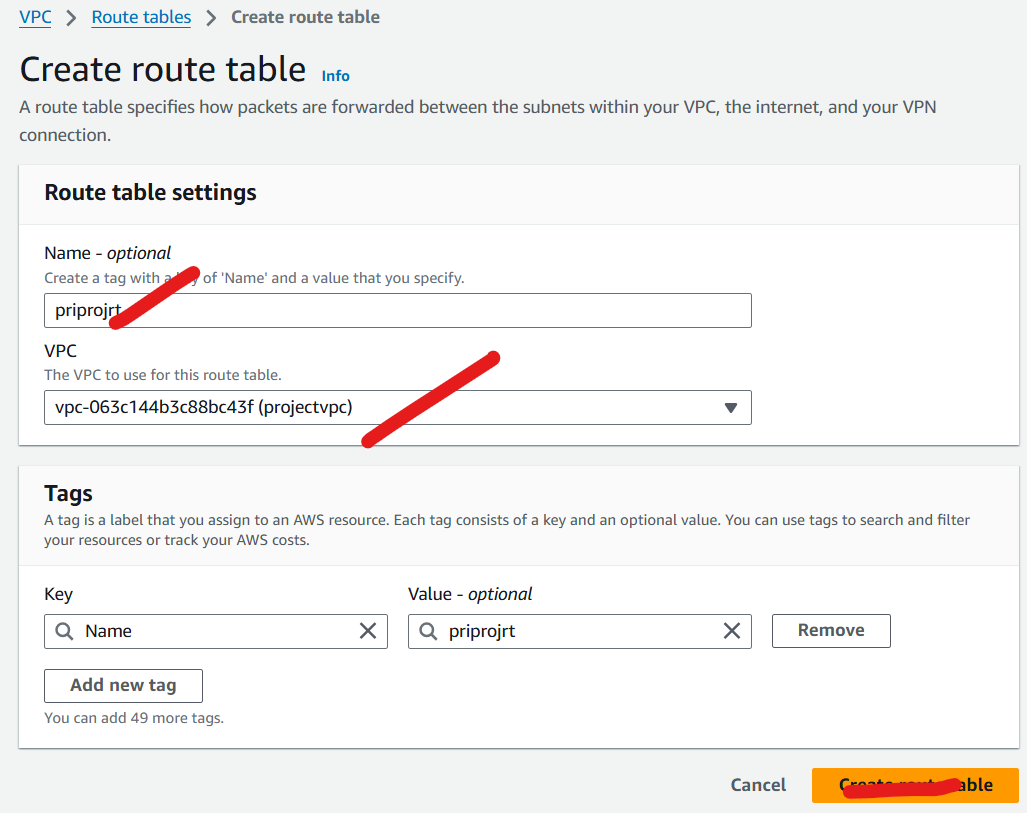 VPC > Route tables > Create route table
Create route table Info
A route table specifies how packets are forwarded between the subnets within your VPC, the internet, and your VPN
connection.
Route table settings
Name - optional
Create a tag with a key of 'Name' and a value that you specify.
priprojrt
VPC
The VPC to use for this route table.
vpc-063c144b3c88bc43f (projectvpc)
Tags
A tag is a label that you assign to an AWS resource. Each tag consists of a key and an optional value. You can use tags to search and filter
your resources or track your AWS costs.
Key Value - optional
Name priprojrt Remove
Add new tag
You can add 49 more tags.
Cancel Create route table